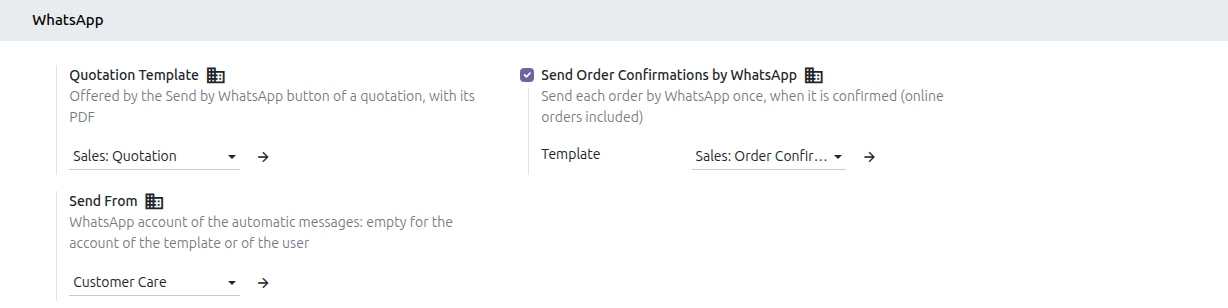 WhatsApp
Quotation Template
Offered by the Send by WhatsApp button of a quotation, with its
PDF
Sales: Quotation
Send Order Confirmations by WhatsApp
Send each order by WhatsApp once, when it is confirmed (online
orders included)
Template
Sales: Order Confir...
Send From
WhatsApp account of the automatic messages: empty for the
account of the template or of the user
Customer Care